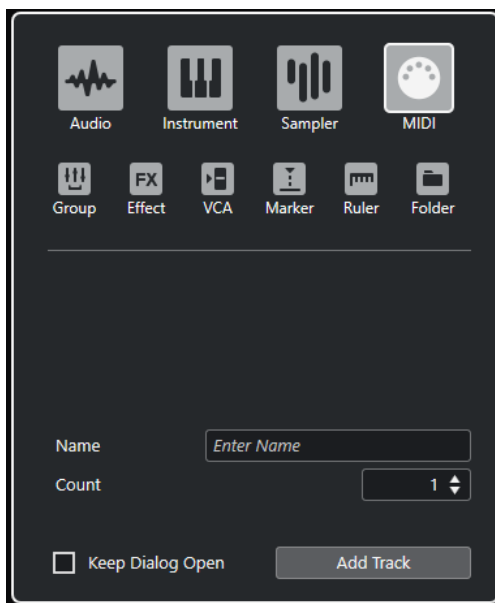 Audio Instrument Sampler MIDI
FX
Group Effect VCA Marker Ruler Folder
Name Enter Name
Count 1
Keep Dialog Open Add Track